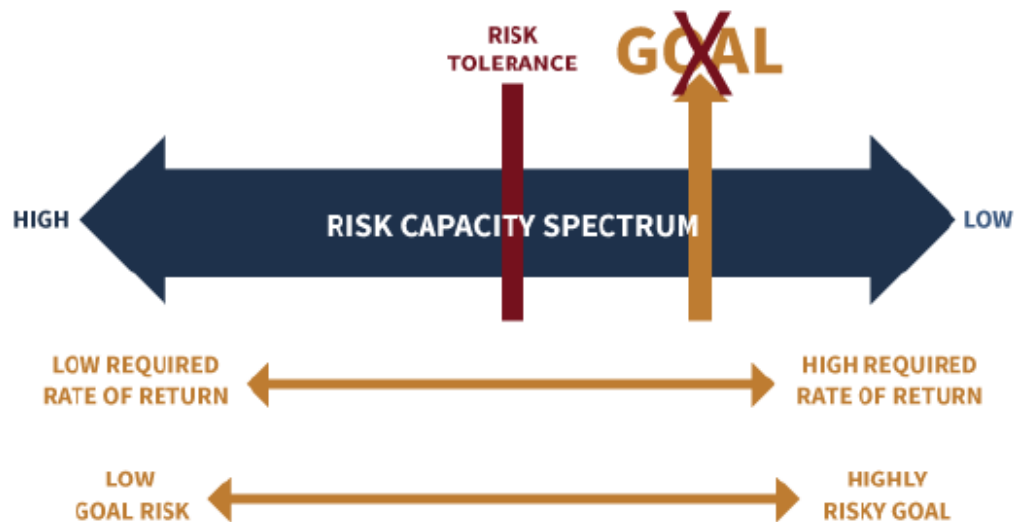 RISK
TOLERANCE
GOAL
X
HIGH
RISK CAPACITY SPECTRUM
LOW
LOW REQUIRED
RATE OF RETURN
HIGH REQUIRED
RATE OF RETURN
LOW
GOAL RISK
HIGHLY
RISKY GOAL